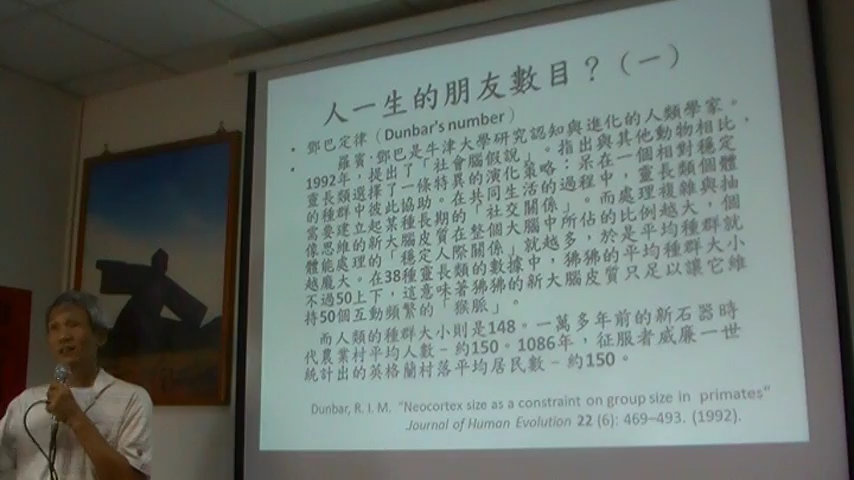 人一生的朋友數目？（一）
• 鄧巴定律（Dunbar's number）
• 羅賓·鄧巴是牛津大學研究認知與進化的人類學家。
1992年，提出了「社會腦假說」。指出與其他動物相比，
靈長類選擇了一條特異的演化策略：呆在一個相對穩定
的種群中彼此協助。在共同生活的過程中，靈長類個體
需要建立起某種長期的「社交關係」。而處理複雜與抽
像思維的新大腦皮質在整個大腦中所佔的比例越大，個
體能處理的「穩定人際關係」就越多，於是平均種群就
越龐大。在38種靈長類的數據中，狒狒的平均種群大小
不過50上下，這意味著狒狒的新大腦皮質只足以讓它維
持50個互動頻繁的「猴脈」。
而人類的種群大小則是148。一萬多年前的新石器時
代農業村平均人數–約150。1086年，征服者威廉一世
統計出的英格蘭村落平均居民數–約150。
Dunbar, R. I. M. "Neocortex size as a constraint on group size in primates"
Journal of Human Evolution 22 (6): 469–493. (1992).